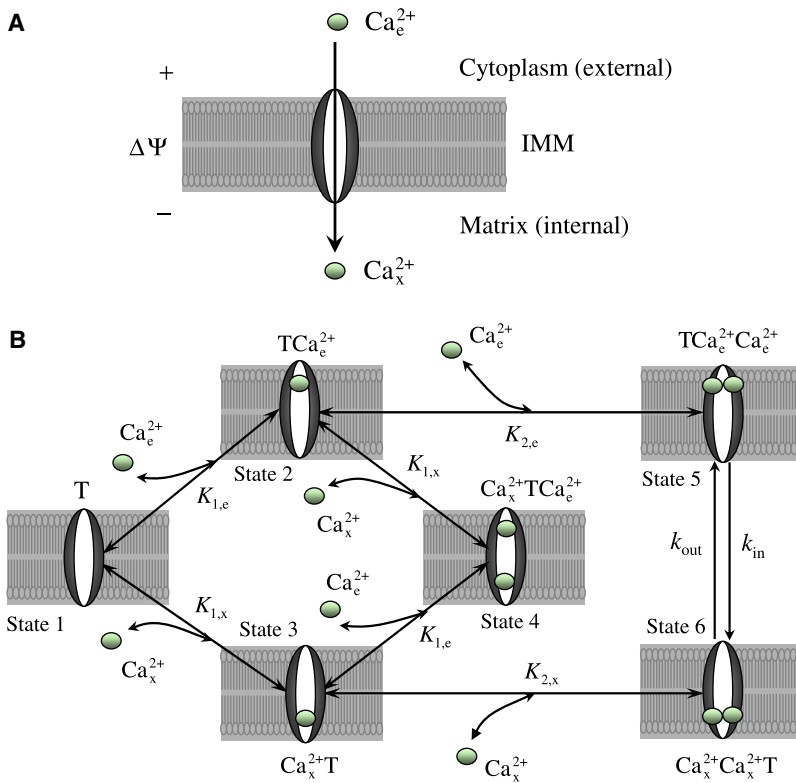 A
Ca²⁺ₑ
+
Cytoplasm (external)
ΔΨ
IMM
−
Matrix (internal)
Ca²⁺ₓ
B
TCa²⁺ₑ
Ca²⁺ₑ
TCa²⁺ₑCa²⁺ₑ
Ca²⁺ₑ
K₂,ₑ
State 2
K₁,ₓ
State 5
T
K₁,ₑ
Ca²⁺ₓTCa²⁺ₑ
Ca²⁺ₓ
k_out
k_in
Ca²⁺ₑ
K₁,ₓ
State 1
State 3
State 4
State 6
K₁,ₑ
Ca²⁺ₓ
K₂,ₓ
Ca²⁺ₓT
Ca²⁺ₓ
Ca²⁺ₓCa²⁺ₓT